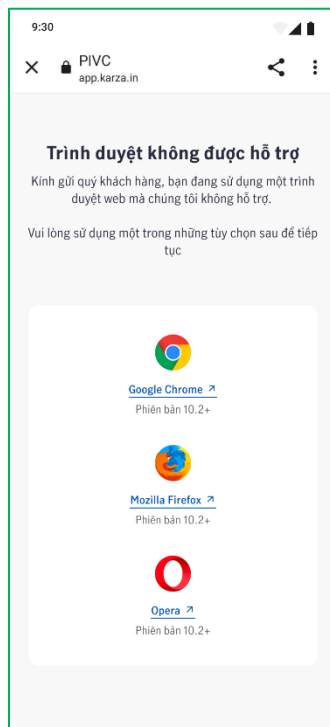 9:30
PIVC
app.karza.in
Trình duyệt không được hỗ trợ
Kính gửi quý khách hàng, bạn đang sử dụng một trình
duyệt web mà chúng tôi không hỗ trợ.
Vui lòng sử dụng một trong những tùy chọn sau để tiếp
tục
Google Chrome ↗
Phiên bản 10.2+
Mozilla Firefox ↗
Phiên bản 10.2+
Opera ↗
Phiên bản 10.2+